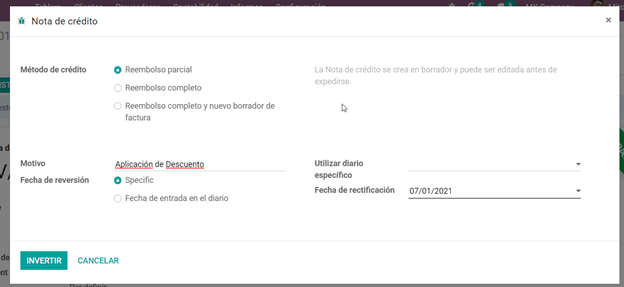 Nota de crédito
×
Método de crédito
Reembolso parcial
Reembolso completo
Reembolso completo y nuevo borrador de
factura
La Nota de crédito se crea en borrador y puede ser editada antes de
expedirse.
Motivo
Aplicación de Descuento
Utilizar diario
específico
Fecha de reversión
Specific
Fecha de entrada en el diario
Fecha de rectificación
07/01/2021
INVERTIR
CANCELAR